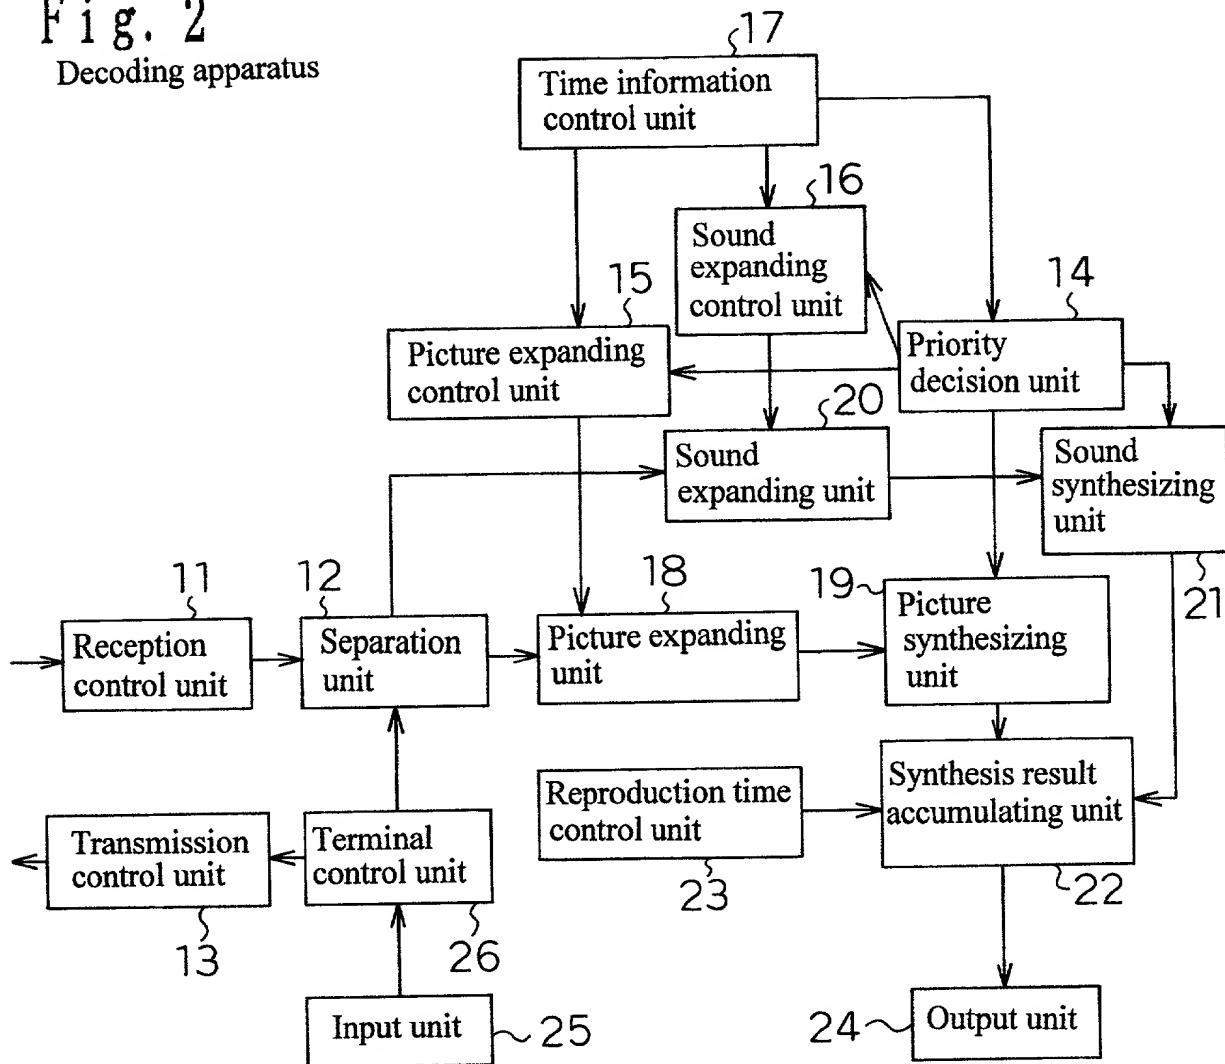 Fig. 2
Decoding apparatus
17
Time information
control unit
16
Sound
expanding
control unit
15
Picture expanding
control unit
14
Priority
decision unit
20
Sound
expanding unit
Sound
synthesizing
unit
21
11
Reception
control unit
12
Separation
unit
18
Picture expanding
unit
19
Picture
synthesizing
unit
Transmission
control unit
13
Terminal
control unit
26
Reproduction time
control unit
23
Synthesis result
accumulating unit
22
Input unit
25
24
Output unit